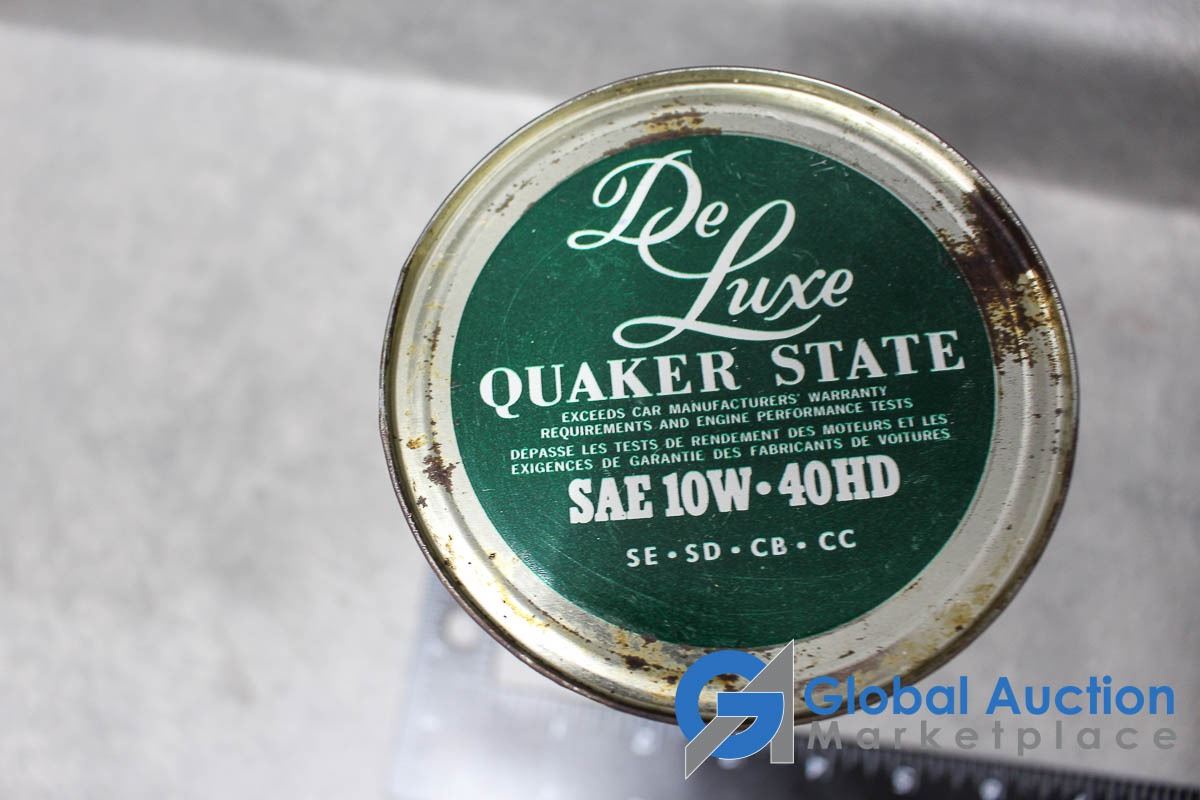 De
Luxe
QUAKER STATE
EXCEEDS CAR MANUFACTURERS' WARRANTY
REQUIREMENTS AND ENGINE PERFORMANCE TESTS
DÉPASSE LES TESTS DE RENDEMENT DES MOTEURS ET LES
EXIGENCES DE GARANTIE DES FABRICANTS DE VOITURES
SAE 10W•40HD
SE • SD • CB • CC
Global Auction
Marketplace